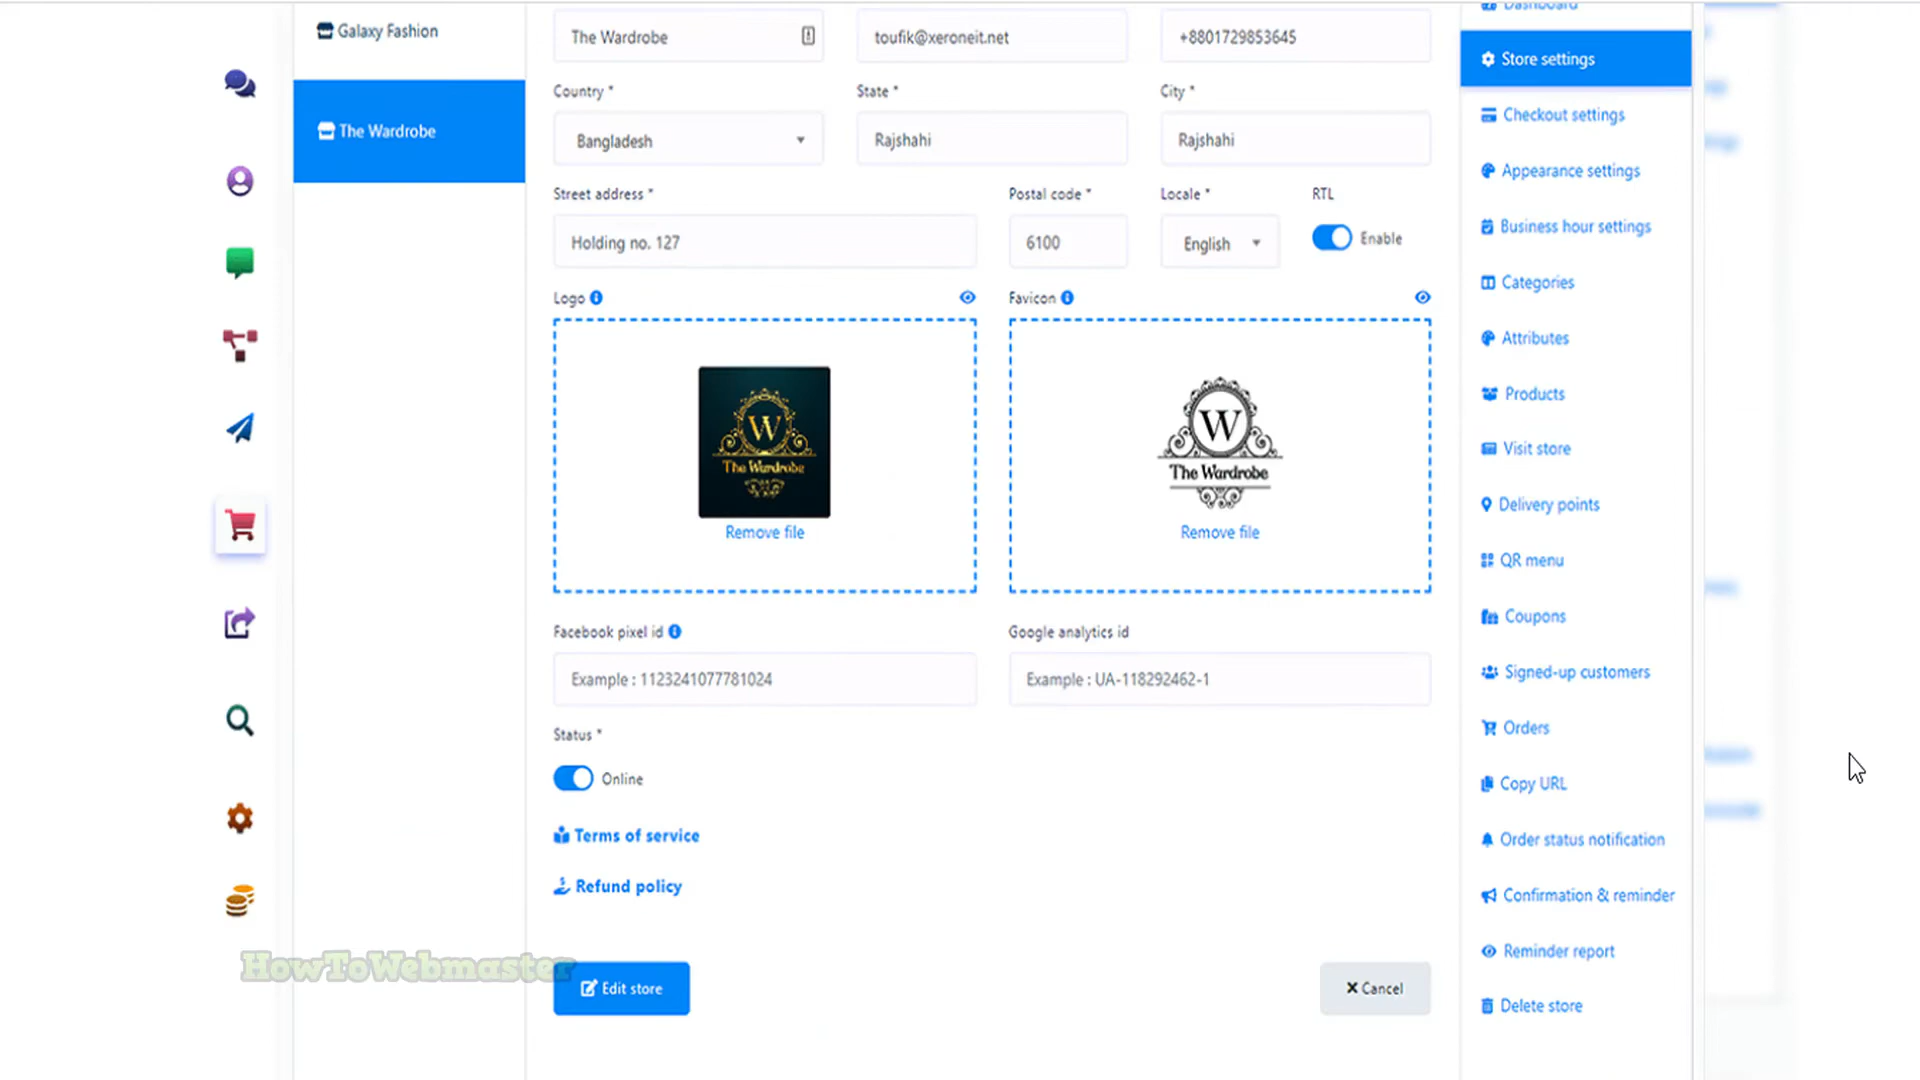 Galaxy Fashion
The Wardrobe
The Wardrobe
toufik@xeroneit.net
+8801729853645
Country *
State *
City *
Bangladesh
Rajshahi
Rajshahi
Street address *
Postal code *
Locale *
RTL
Holding no. 127
6100
English
Enable
Logo
Favicon
W
The Wardrobe
Remove file
W
The Wardrobe
Remove file
Facebook pixel id
Google analytics id
Example : 1123241077781024
Example : UA-118292462-1
Status *
Online
Terms of service
Refund policy
HowToWebmaster
Edit store
Cancel
Dashboard
Store settings
Checkout settings
Appearance settings
Business hour settings
Categories
Attributes
Products
Visit store
Delivery points
QR menu
Coupons
Signed-up customers
Orders
Copy URL
Order status notification
Confirmation & reminder
Reminder report
Delete store